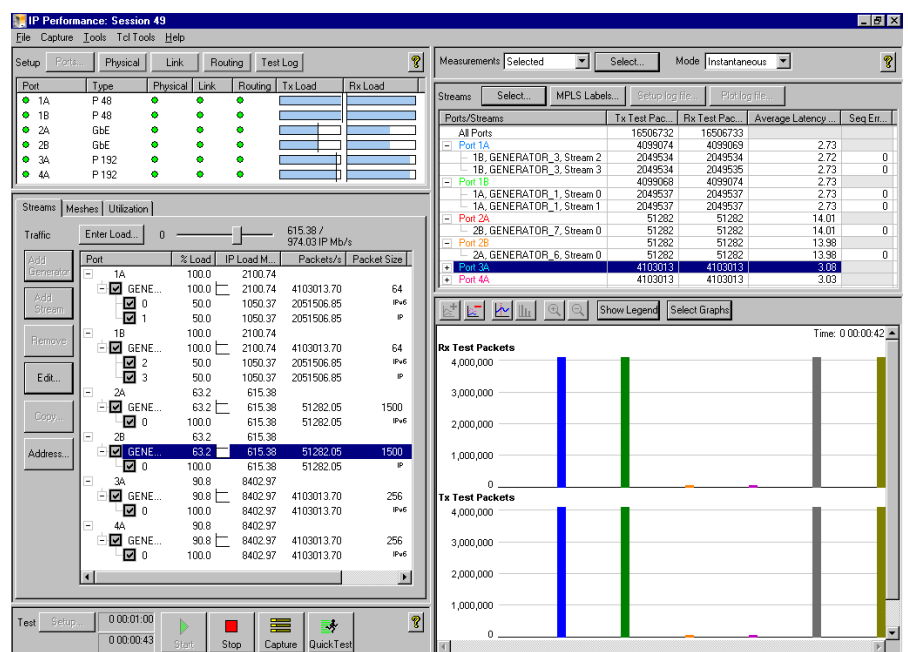 IP Performance: Session 49
File Capture Tools Tcl Tools Help
Setup Ports... Physical Link Routing Test Log ?
Port Type Physical Link Routing Tx Load Rx Load
1A P 48
1B P 48
2A GbE
2B GbE
3A P 192
4A P 192
Streams Meshes Utilization
Traffic Enter Load... 0 615.38 /
974.03 IP Mb/s
Add
Generator
Add
Stream
Remove
Edit...
Copy...
Address...
Port % Load IP Load M... Packets/s Packet Size
1A 100.0 2100.74
GENE... 100.0 2100.74 4103013.70 64
0 50.0 1050.37 2051506.85 IPv6
1 50.0 1050.37 2051506.85 IP
1B 100.0 2100.74
GENE... 100.0 2100.74 4103013.70 64
2 50.0 1050.37 2051506.85 IPv6
3 50.0 1050.37 2051506.85 IP
2A 63.2 615.38
GENE... 63.2 615.38 51282.05 1500
0 100.0 615.38 51282.05 IPv6
2B 63.2 615.38
GENE... 63.2 615.38 51282.05 1500
0 100.0 615.38 51282.05 IP
3A 90.8 8402.97
GENE... 90.8 8402.97 4103013.70 256
0 100.0 8402.97 4103013.70 IPv6
4A 90.8 8402.97
GENE... 90.8 8402.97 4103013.70 256
0 100.0 8402.97 4103013.70 IPv6
Test Setup... 0 00:01:00
0 00:00:43
Start Stop Capture QuickTest ?
Measurements Selected Select... Mode Instantaneous ?
Streams Select... MPLS Labels... Setup log file... Plot log file...
Ports/Streams Tx Test Pac... Rx Test Pac... Average Latency ... Seq Err...
All Ports 16506732 16506733
Port 1A 4099074 4099069 2.73
1B, GENERATOR_3, Stream 2 2049534 2049534 2.72 0
1B, GENERATOR_3, Stream 3 2049534 2049535 2.73 0
Port 1B 4099068 4099074 2.73
1A, GENERATOR_1, Stream 0 2049537 2049537 2.73 0
1A, GENERATOR_1, Stream 1 2049537 2049537 2.73 0
Port 2A 51282 51282 14.01
2B, GENERATOR_7, Stream 0 51282 51282 14.01 0
Port 2B 51282 51282 13.98
2A, GENERATOR_6, Stream 0 51282 51282 13.98 0
Port 3A 4103013 4103013 3.08
Port 4A 4103013 4103013 3.03
Show Legend Select Graphs
Time: 0 00:00:42
Rx Test Packets
4,000,000
3,000,000
2,000,000
1,000,000
0
Tx Test Packets
4,000,000
3,000,000
2,000,000
1,000,000
0